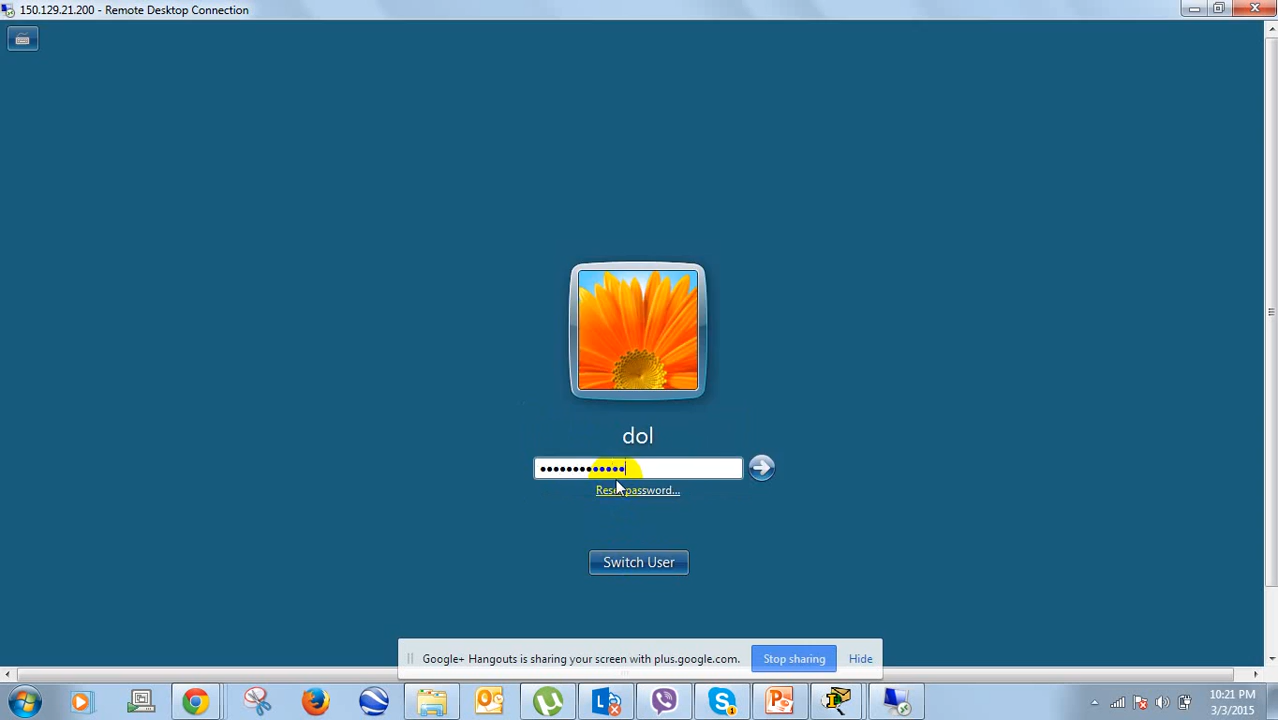 150.129.21.200 - Remote Desktop Connection
dol
Reset password...
Switch User
Google+ Hangouts is sharing your screen with plus.google.com.
Stop sharing
Hide
10:21 PM
3/3/2015